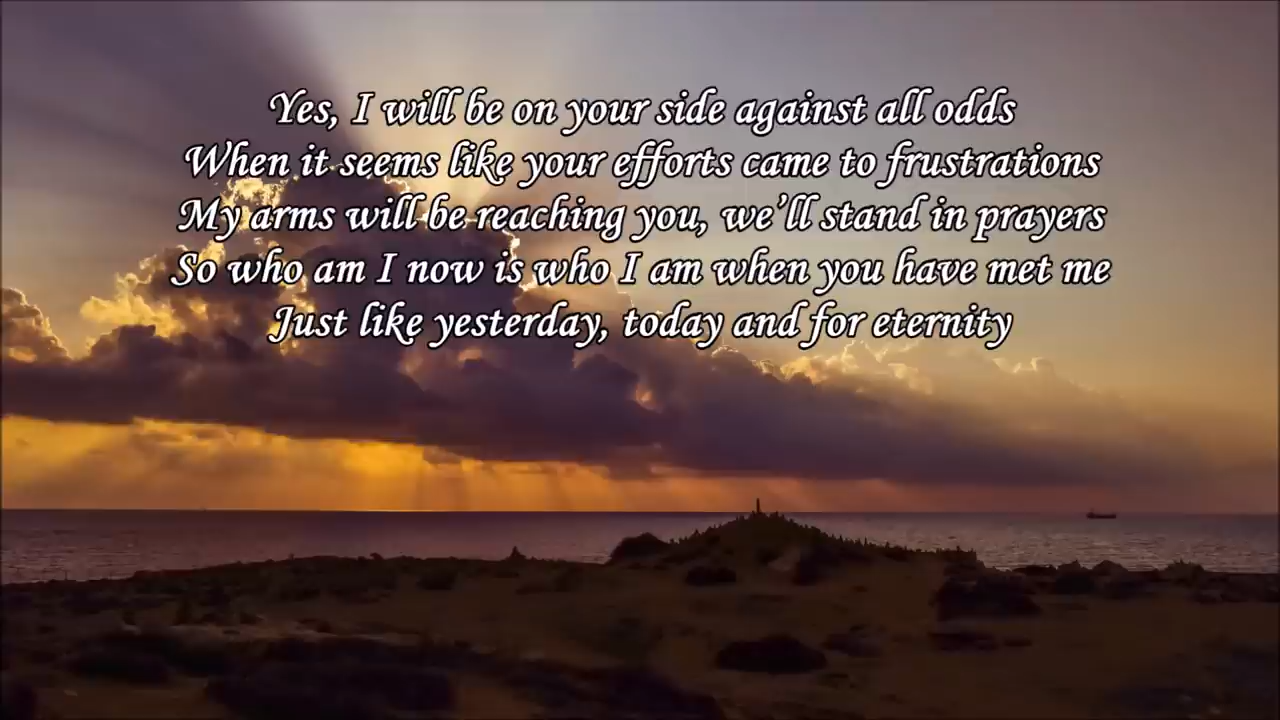 Yes, I will be on your side against all odds
When it seems like your efforts came to frustrations
My arms will be reaching you, we'll stand in prayers
So who am I now is who I am when you have met me
Just like yesterday, today and for eternity